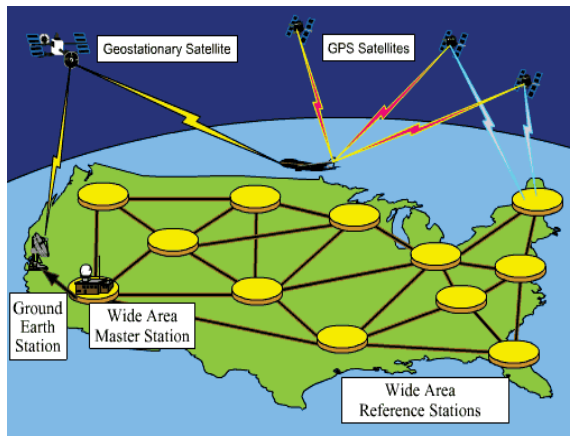 Geostationary Satellite
GPS Satellites
Ground
Earth
Station
Wide Area
Master Station
Wide Area
Reference Stations